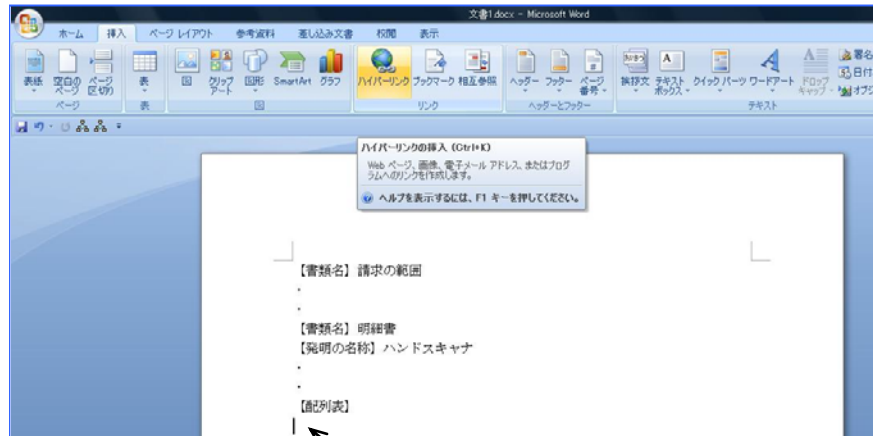 文書1.docx - Microsoft Word
ホーム 挿入 ページ レイアウト 参考資料 差し込み文書 校閲 表示
表紙 空白のページ ページ区切り 表 図 クリップアート 図形 SmartArt グラフ ハイパーリンク ブックマーク 相互参照 ヘッダー フッター ページ番号 挨拶文 テキストボックス クイック パーツ ワードアート ドロップキャップ 署名
日付
オブジ
ページ 表 図 リンク ヘッダーとフッター テキスト
ハイパーリンクの挿入 (Ctrl+K)
Web ページ、画像、電子メール アドレス、またはプログ
ラムへのリンクを作成します。
ヘルプを表示するには、F1 キーを押してください。
【書類名】請求の範囲
・
・
【書類名】明細書
【発明の名称】ハンドスキャナ
・
・
【配列表】